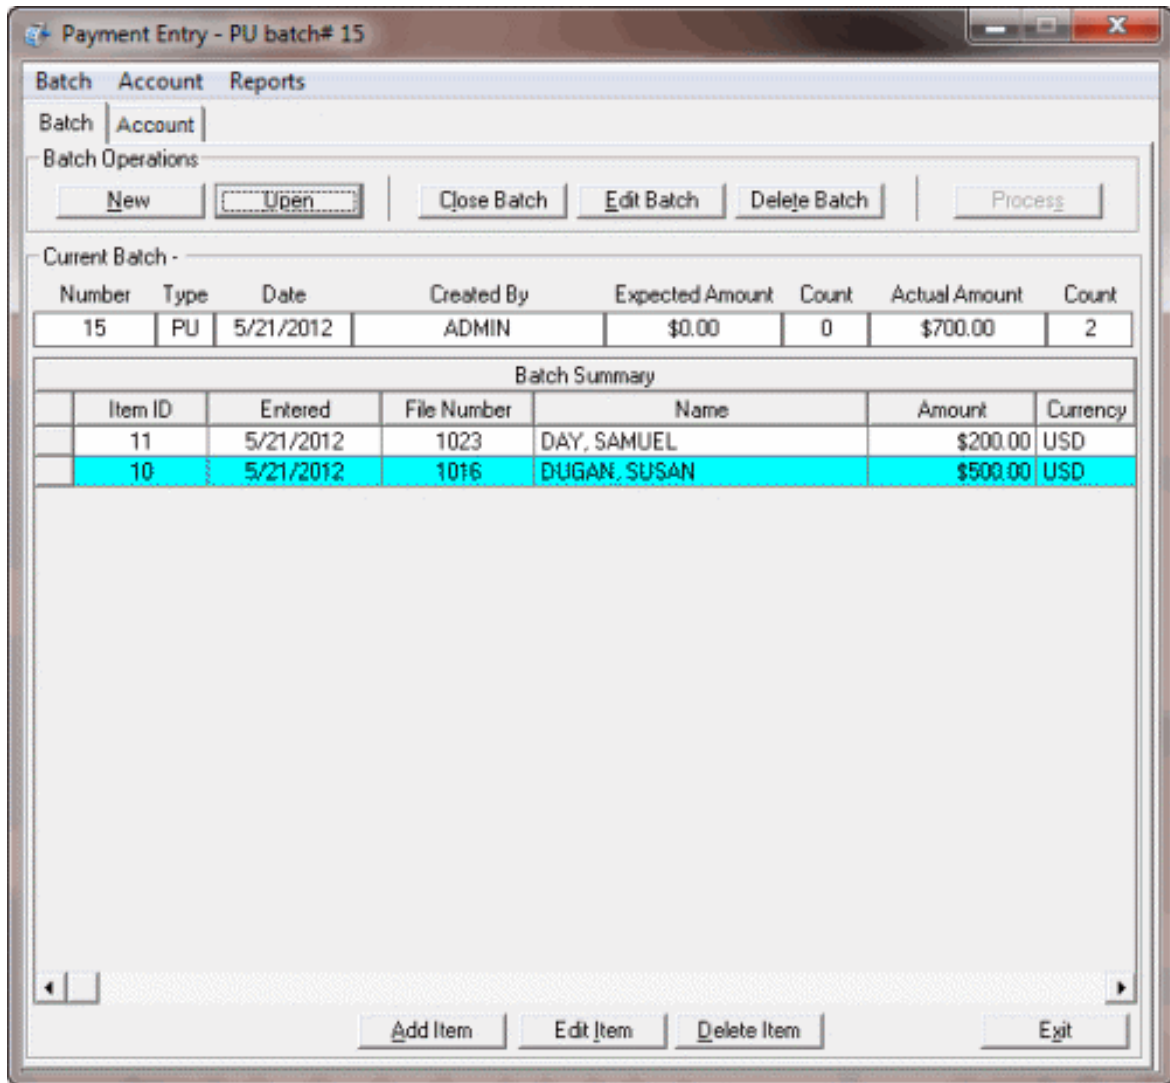 Payment Entry - PU batch# 15
Batch Account Reports
Batch Account
Batch Operations
New Open Close Batch Edit Batch Delete Batch Process
Current Batch -
Number Type Date Created By Expected Amount Count Actual Amount Count
15 PU 5/21/2012 ADMIN $0.00 0 $700.00 2
Batch Summary
Item ID Entered File Number Name Amount Currency
11 5/21/2012 1023 DAY, SAMUEL $200.00 USD
10 5/21/2012 1016 DUGAN, SUSAN $500.00 USD
Add Item Edit Item Delete Item Exit